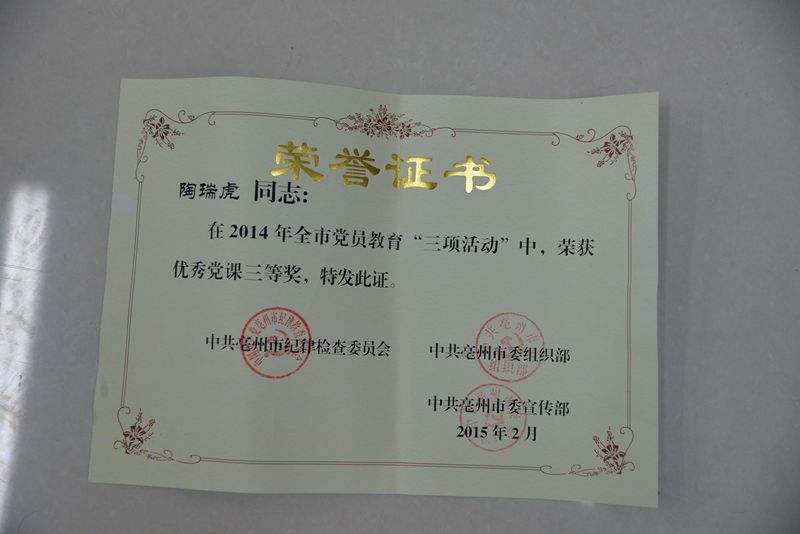 荣誉证书
陶瑞虎 同志:
在2014年全市党员教育“三项活动”中，荣获
优秀党课三等奖，特发此证。
中共亳州市纪律检查委员会 中共亳州市委组织部
中共亳州市委宣传部
2015年2月